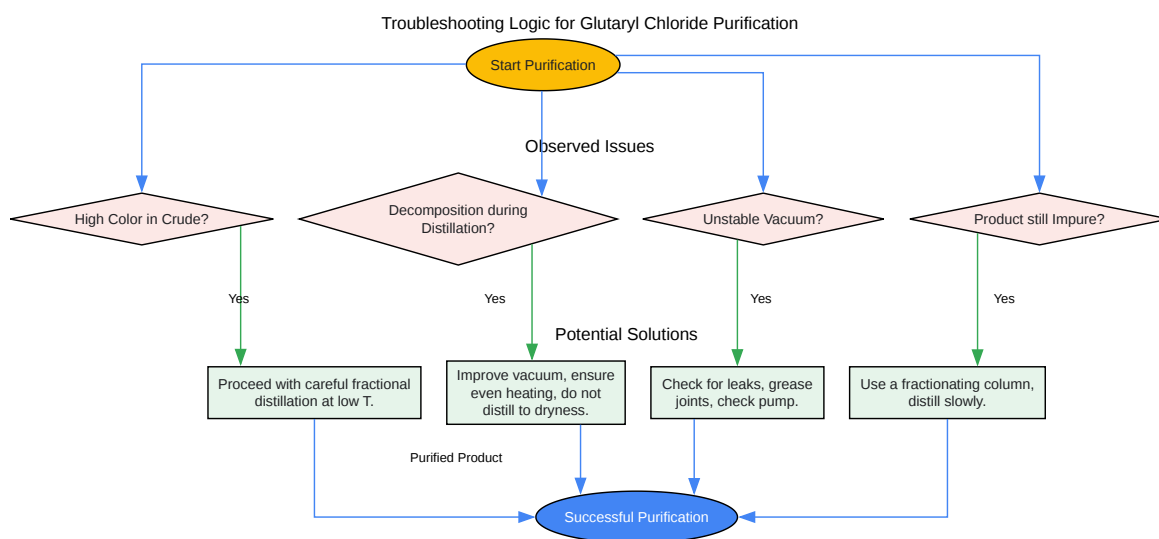 Troubleshooting Logic for Glutaryl Chloride Purification
Start Purification
Observed Issues
High Color in Crude?
Decomposition during
Distillation?
Unstable Vacuum?
Product still Impure?
Yes
Yes
Yes
Yes
Potential Solutions
Proceed with careful fractional
distillation at low T.
Improve vacuum, ensure
even heating, do not
distill to dryness.
Check for leaks, grease
joints, check pump.
Use a fractionating column,
distill slowly.
Purified Product
Successful Purification